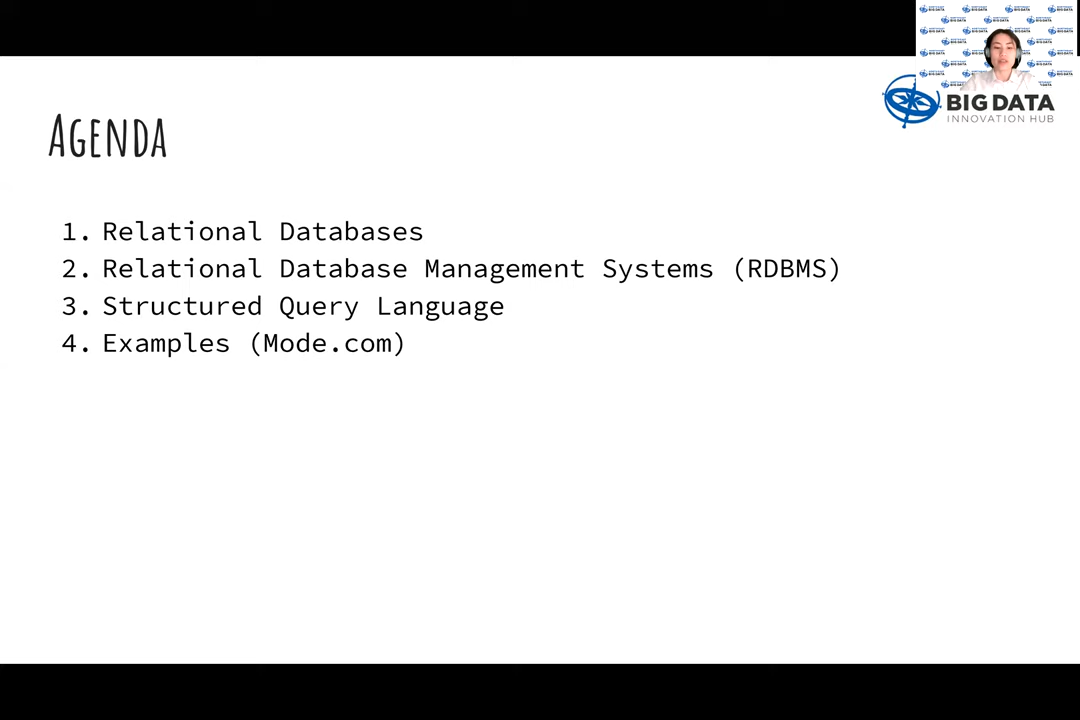 AGENDA
BIG DATA
INNOVATION HUB
1. Relational Databases
2. Relational Database Management Systems (RDBMS)
3. Structured Query Language
4. Examples (Mode.com)